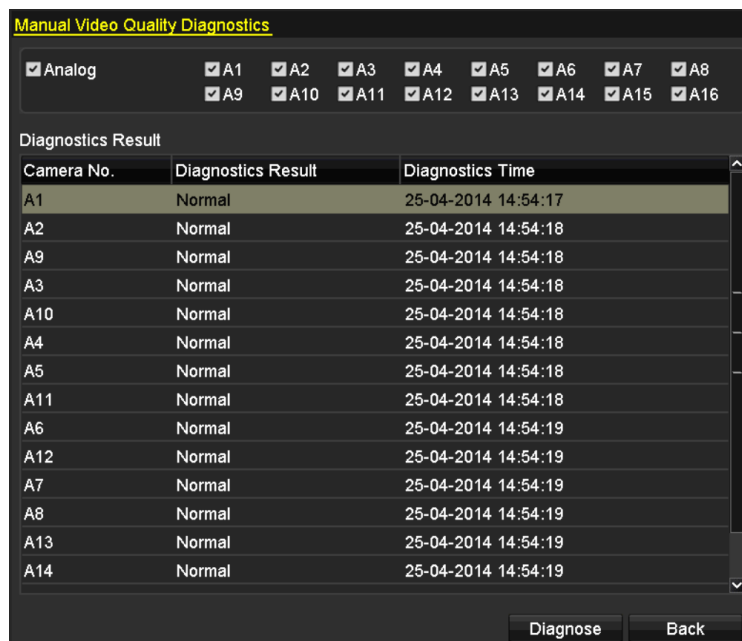 Manual Video Quality Diagnostics
Analog A1 A2 A3 A4 A5 A6 A7 A8
A9 A10 A11 A12 A13 A14 A15 A16
Diagnostics Result
Camera No. Diagnostics Result Diagnostics Time
A1 Normal 25-04-2014 14:54:17
A2 Normal 25-04-2014 14:54:18
A9 Normal 25-04-2014 14:54:18
A3 Normal 25-04-2014 14:54:18
A10 Normal 25-04-2014 14:54:18
A4 Normal 25-04-2014 14:54:18
A5 Normal 25-04-2014 14:54:18
A11 Normal 25-04-2014 14:54:18
A6 Normal 25-04-2014 14:54:19
A12 Normal 25-04-2014 14:54:19
A7 Normal 25-04-2014 14:54:19
A8 Normal 25-04-2014 14:54:19
A13 Normal 25-04-2014 14:54:19
A14 Normal 25-04-2014 14:54:19
Diagnose Back